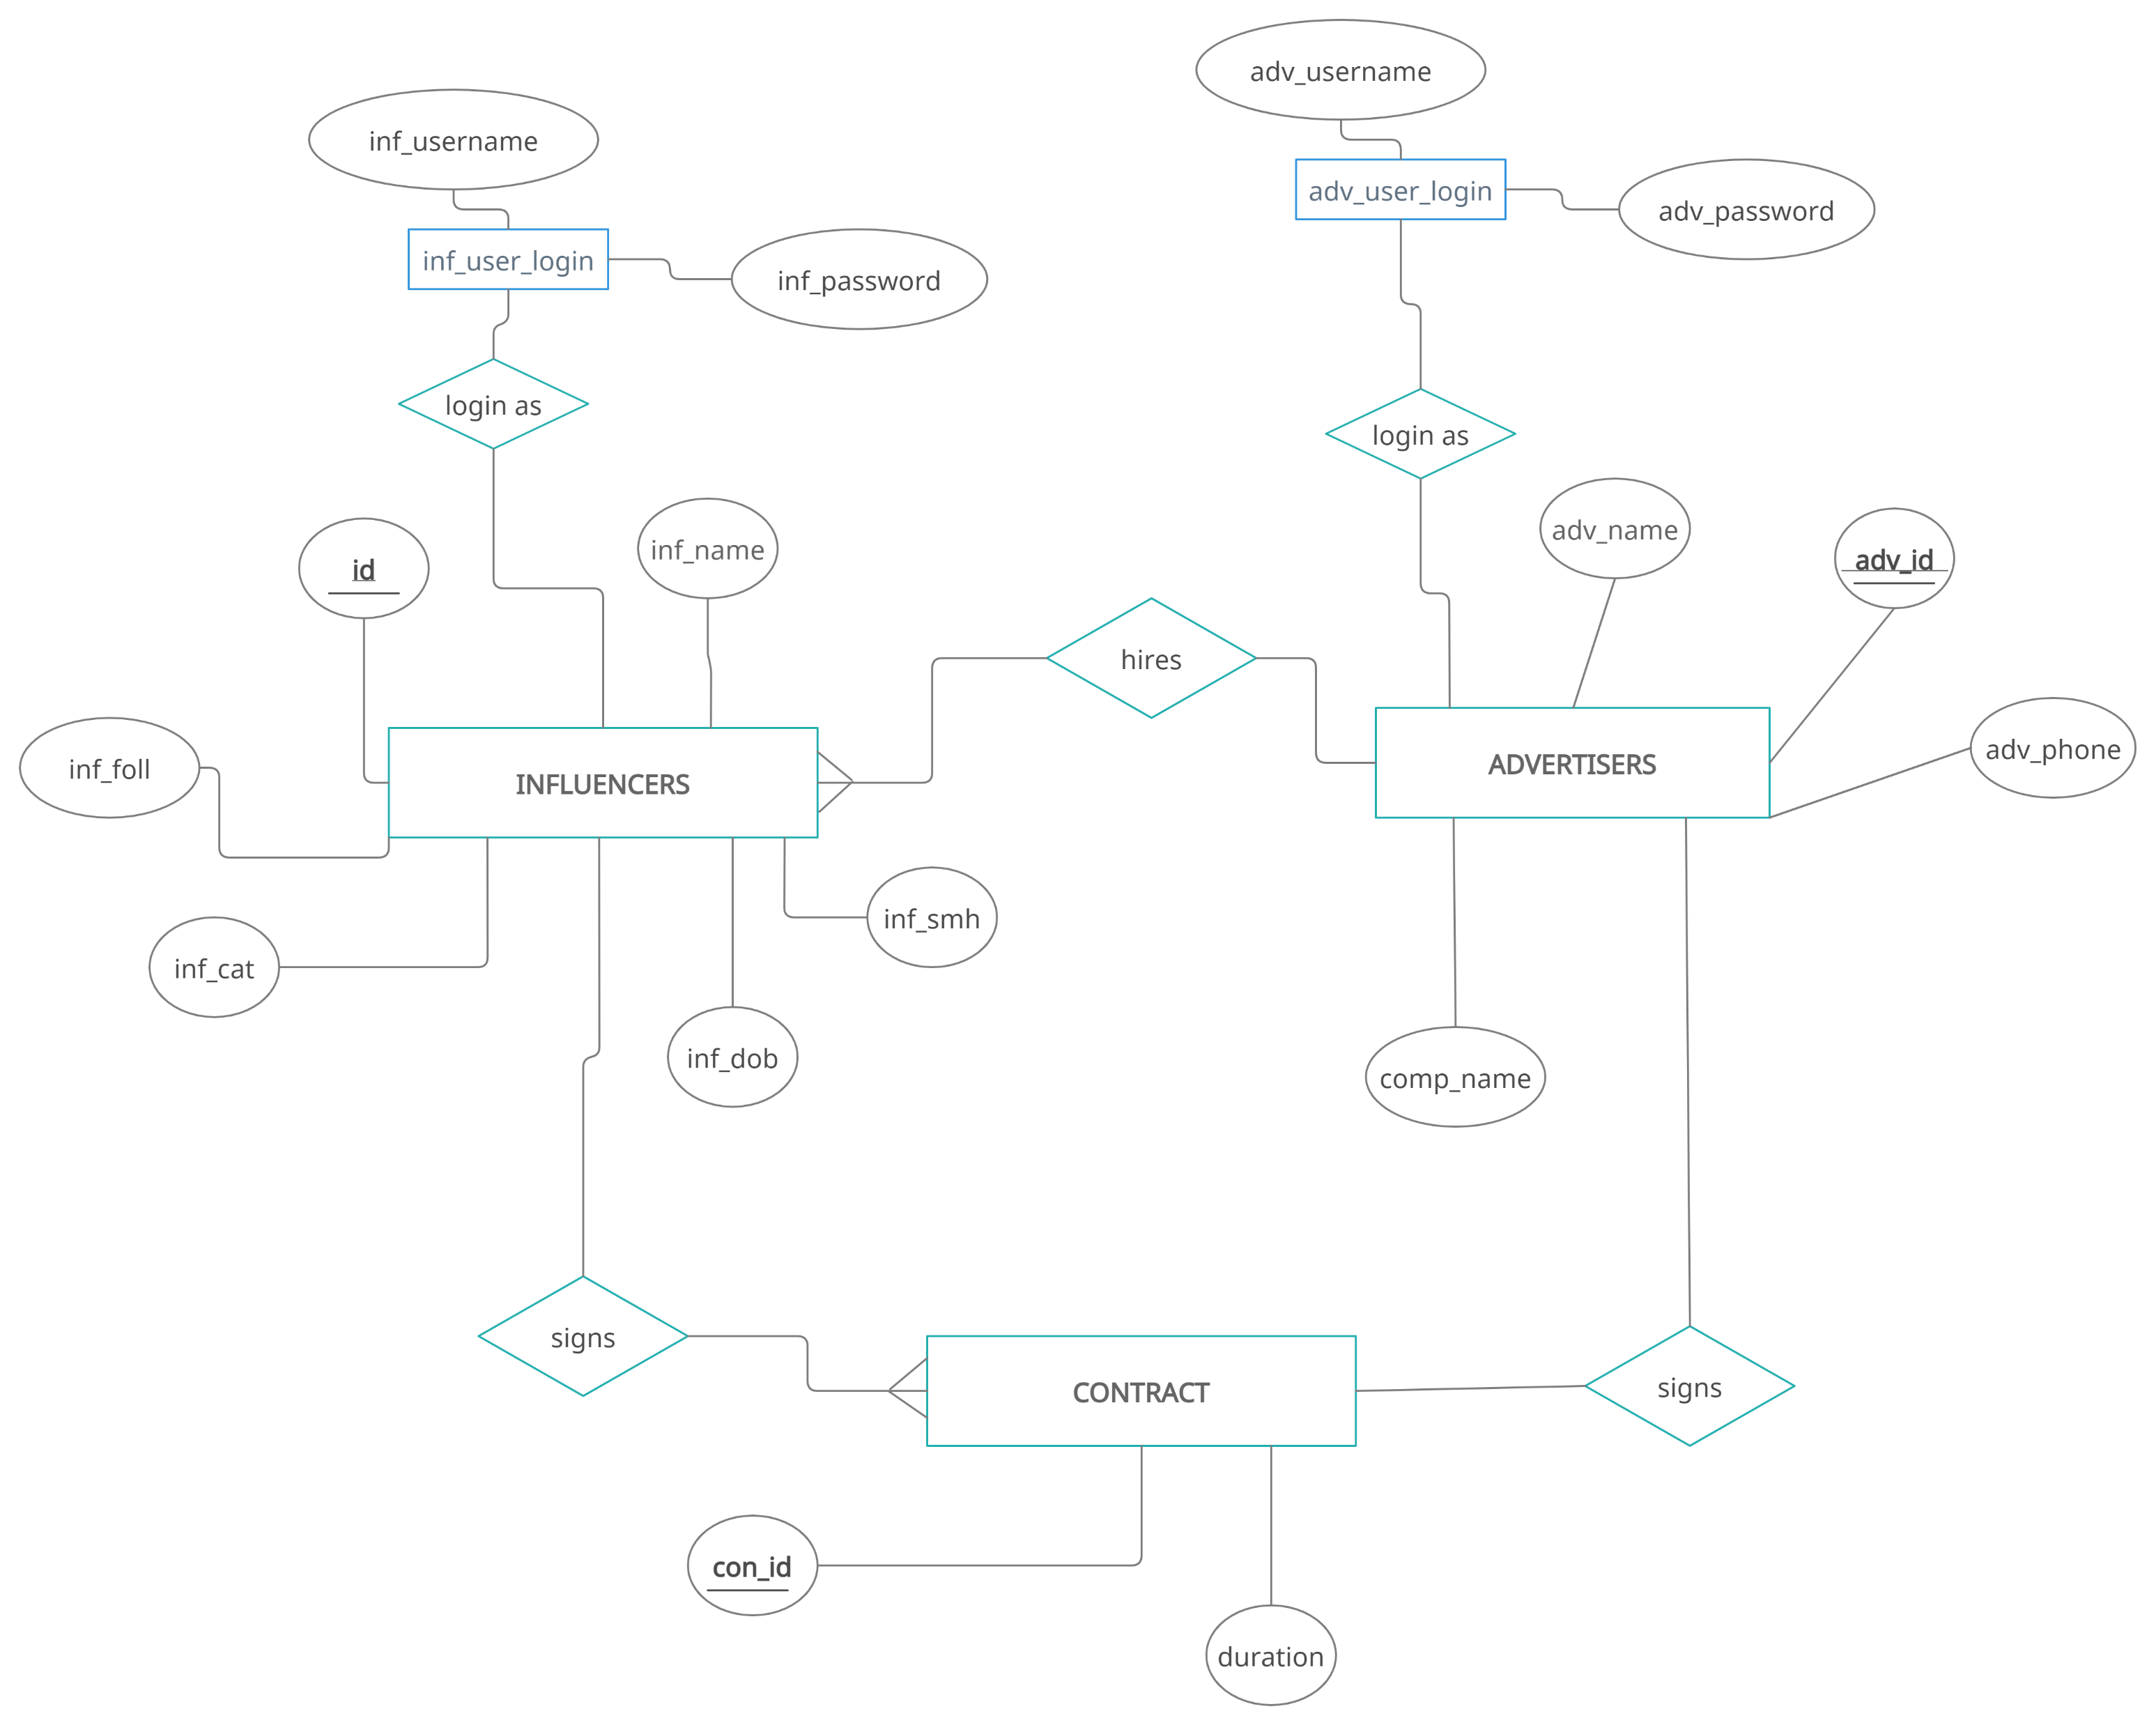 adv_username
inf_username
adv_user_login
adv_password
inf_user_login
inf_password
login as
login as
adv_name
inf_name
adv_id
id
hires
adv_phone
inf_foll
ADVERTISERS
INFLUENCERS
inf_smh
inf_cat
inf_dob
comp_name
signs
signs
CONTRACT
con_id
duration